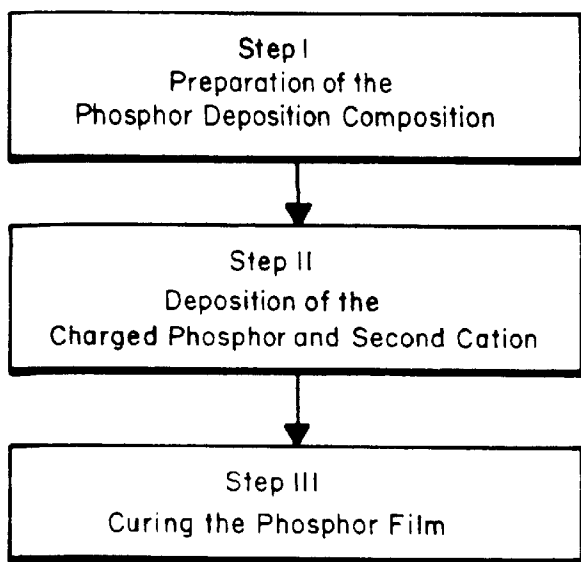 Step I
Preparation of the
Phosphor Deposition Composition
Step II
Deposition of the
Charged Phosphor and Second Cation
Step III
Curing the Phosphor Film